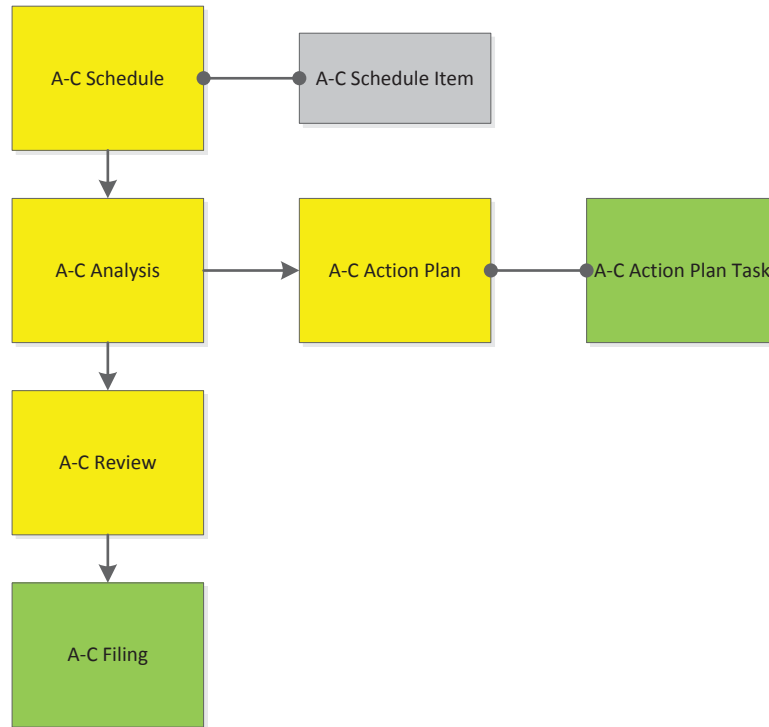 A-C Schedule
A-C Schedule Item
A-C Analysis
A-C Action Plan
A-C Action Plan Task
A-C Review
A-C Filing